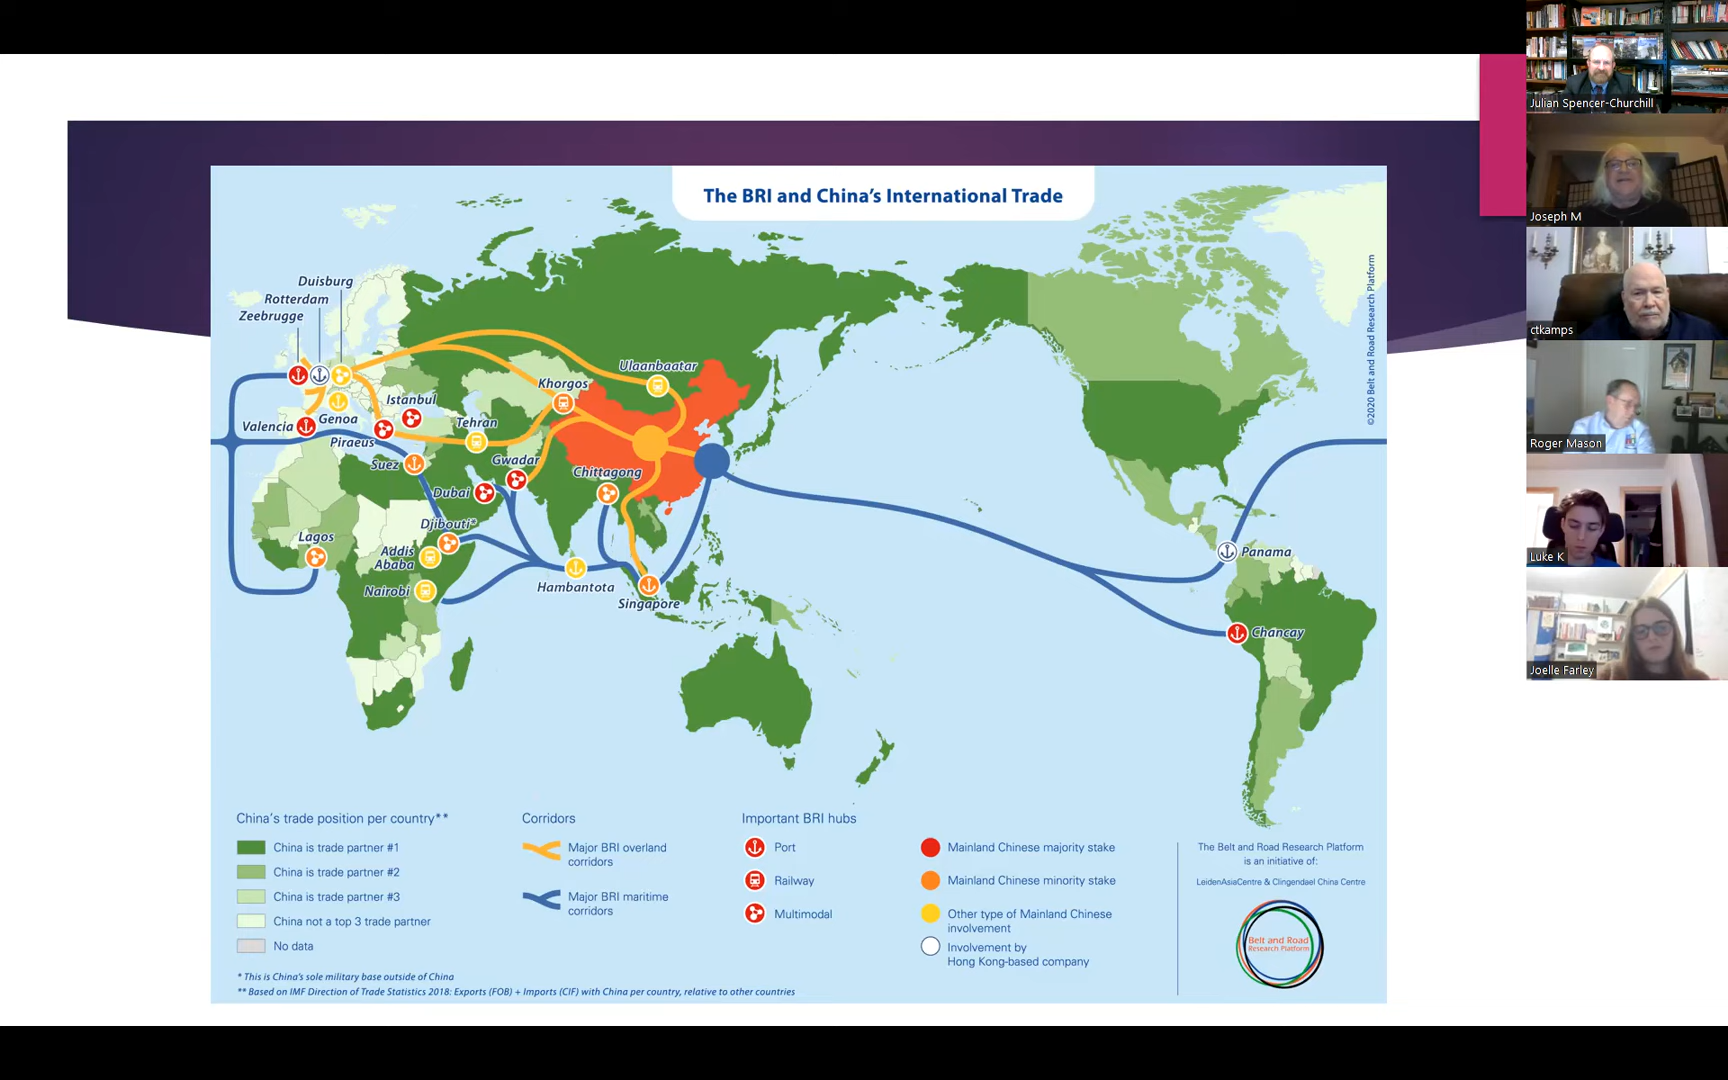 The BRI and China's International Trade
Duisburg
Rotterdam
Zeebrugge
©2020 Belt and Road Research Platform
Ulaanbaatar
Khorgos
Istanbul
Genoa
Valencia
Tehran
Piraeus
Gwadar
Suez
Chittagong
Dubai
Djibouti*
Lagos
Addis
Ababa
Panama
Hambantota
Nairobi
Singapore
Chancay
China's trade position per country**
China is trade partner #1
China is trade partner #2
China is trade partner #3
China not a top 3 trade partner
No data
* This is China's sole military base outside of China
** Based on IMF Direction of Trade Statistics 2018: Exports (FOB) + Imports (CIF) with China per country, relative to other countries
Corridors
Major BRI overland
corridors
Major BRI maritime
corridors
Important BRI hubs
Port
Railway
Multimodal
Mainland Chinese majority stake
Mainland Chinese minority stake
Other type of Mainland Chinese
involvement
Involvement by
Hong Kong-based company
The Belt and Road Research Platform
is an initiative of:
LeidenAsiaCentre & Clingendael China Centre
Belt and Road
Research Platform
Julian Spencer-Churchill
Joseph M
ctkamps
Roger Mason
Luke K
Joelle Farley